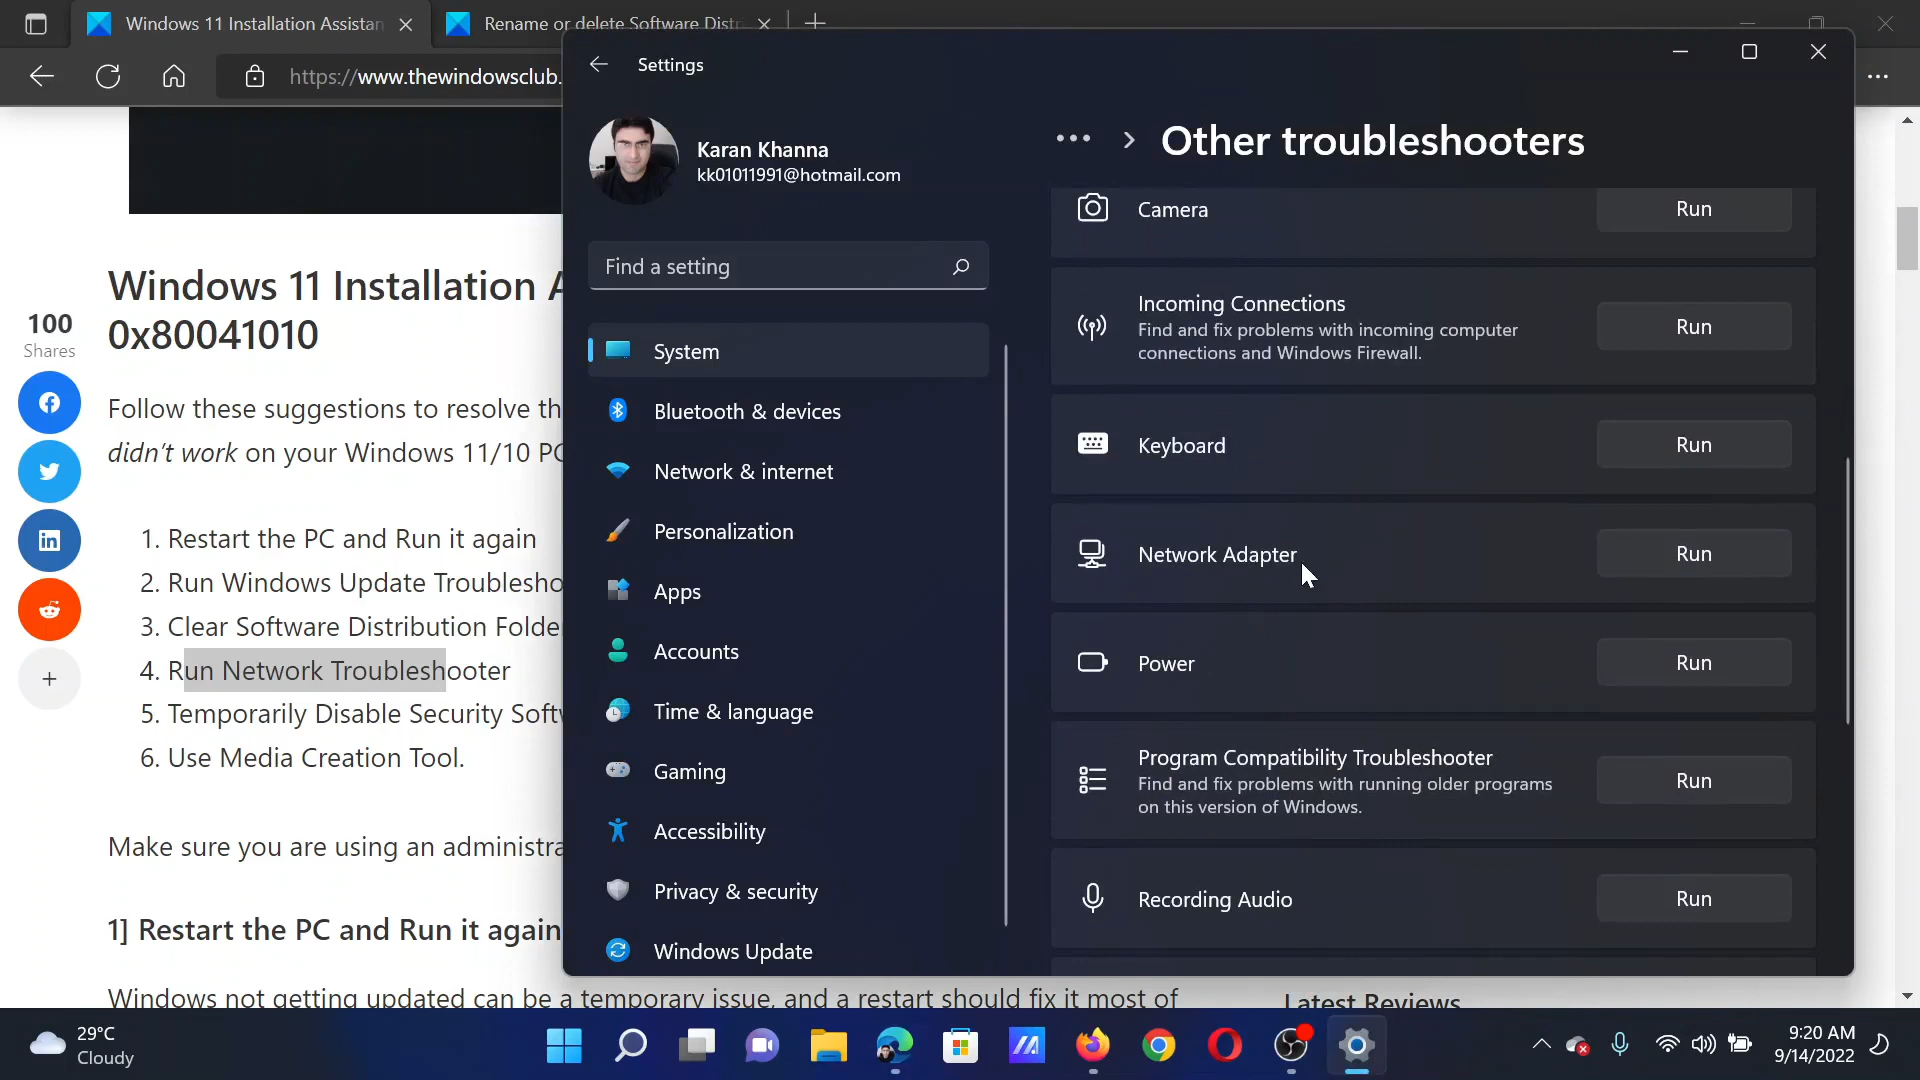 Windows 11 Installation Assistan
Rename or delete Software Distri
https://www.thewindowsclub.
Settings
Karan Khanna
kk01011991@hotmail.com
Find a setting
System
Bluetooth & devices
Network & internet
Personalization
Apps
Accounts
Time & language
Gaming
Accessibility
Privacy & security
Windows Update
Other troubleshooters
Camera
Run
Incoming Connections
Find and fix problems with incoming computer
connections and Windows Firewall.
Run
Keyboard
Run
Network Adapter
Run
Power
Run
Program Compatibility Troubleshooter
Find and fix problems with running older programs
on this version of Windows.
Run
Recording Audio
Run
100
Shares
Windows 11 Installation A
0x80041010
Follow these suggestions to resolve th
didn't work on your Windows 11/10 PC
1. Restart the PC and Run it again
2. Run Windows Update Troublesho
3. Clear Software Distribution Folde
4. Run Network Troubleshooter
5. Temporarily Disable Security Soft
6. Use Media Creation Tool.
Make sure you are using an administra
1] Restart the PC and Run it again
Windows not getting updated can be a temporary issue, and a restart should fix it most of
Latest Reviews
29°C
Cloudy
9:20 AM
9/14/2022